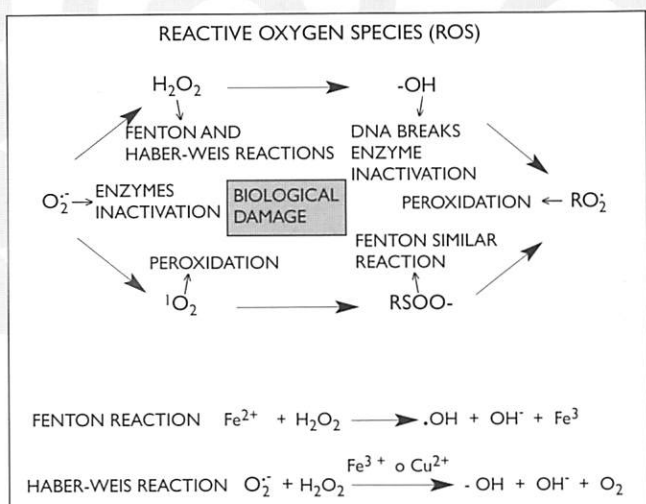 REACTIVE OXYGEN SPECIES (ROS)
H₂O₂
-OH
FENTON AND
HABER-WEIS REACTIONS
DNA BREAKS
ENZYME
INACTIVATION
O₂·⁻
ENZYMES
INACTIVATION
BIOLOGICAL
DAMAGE
PEROXIDATION
RO₂·
PEROXIDATION
FENTON SIMILAR
REACTION
¹O₂
RSOO-
FENTON REACTION Fe²⁺ + H₂O₂ → .OH + OH⁻ + Fe³
Fe³ ⁺ o Cu²⁺
HABER-WEIS REACTION O₂·⁻ + H₂O₂ → - OH + OH⁻ + O₂